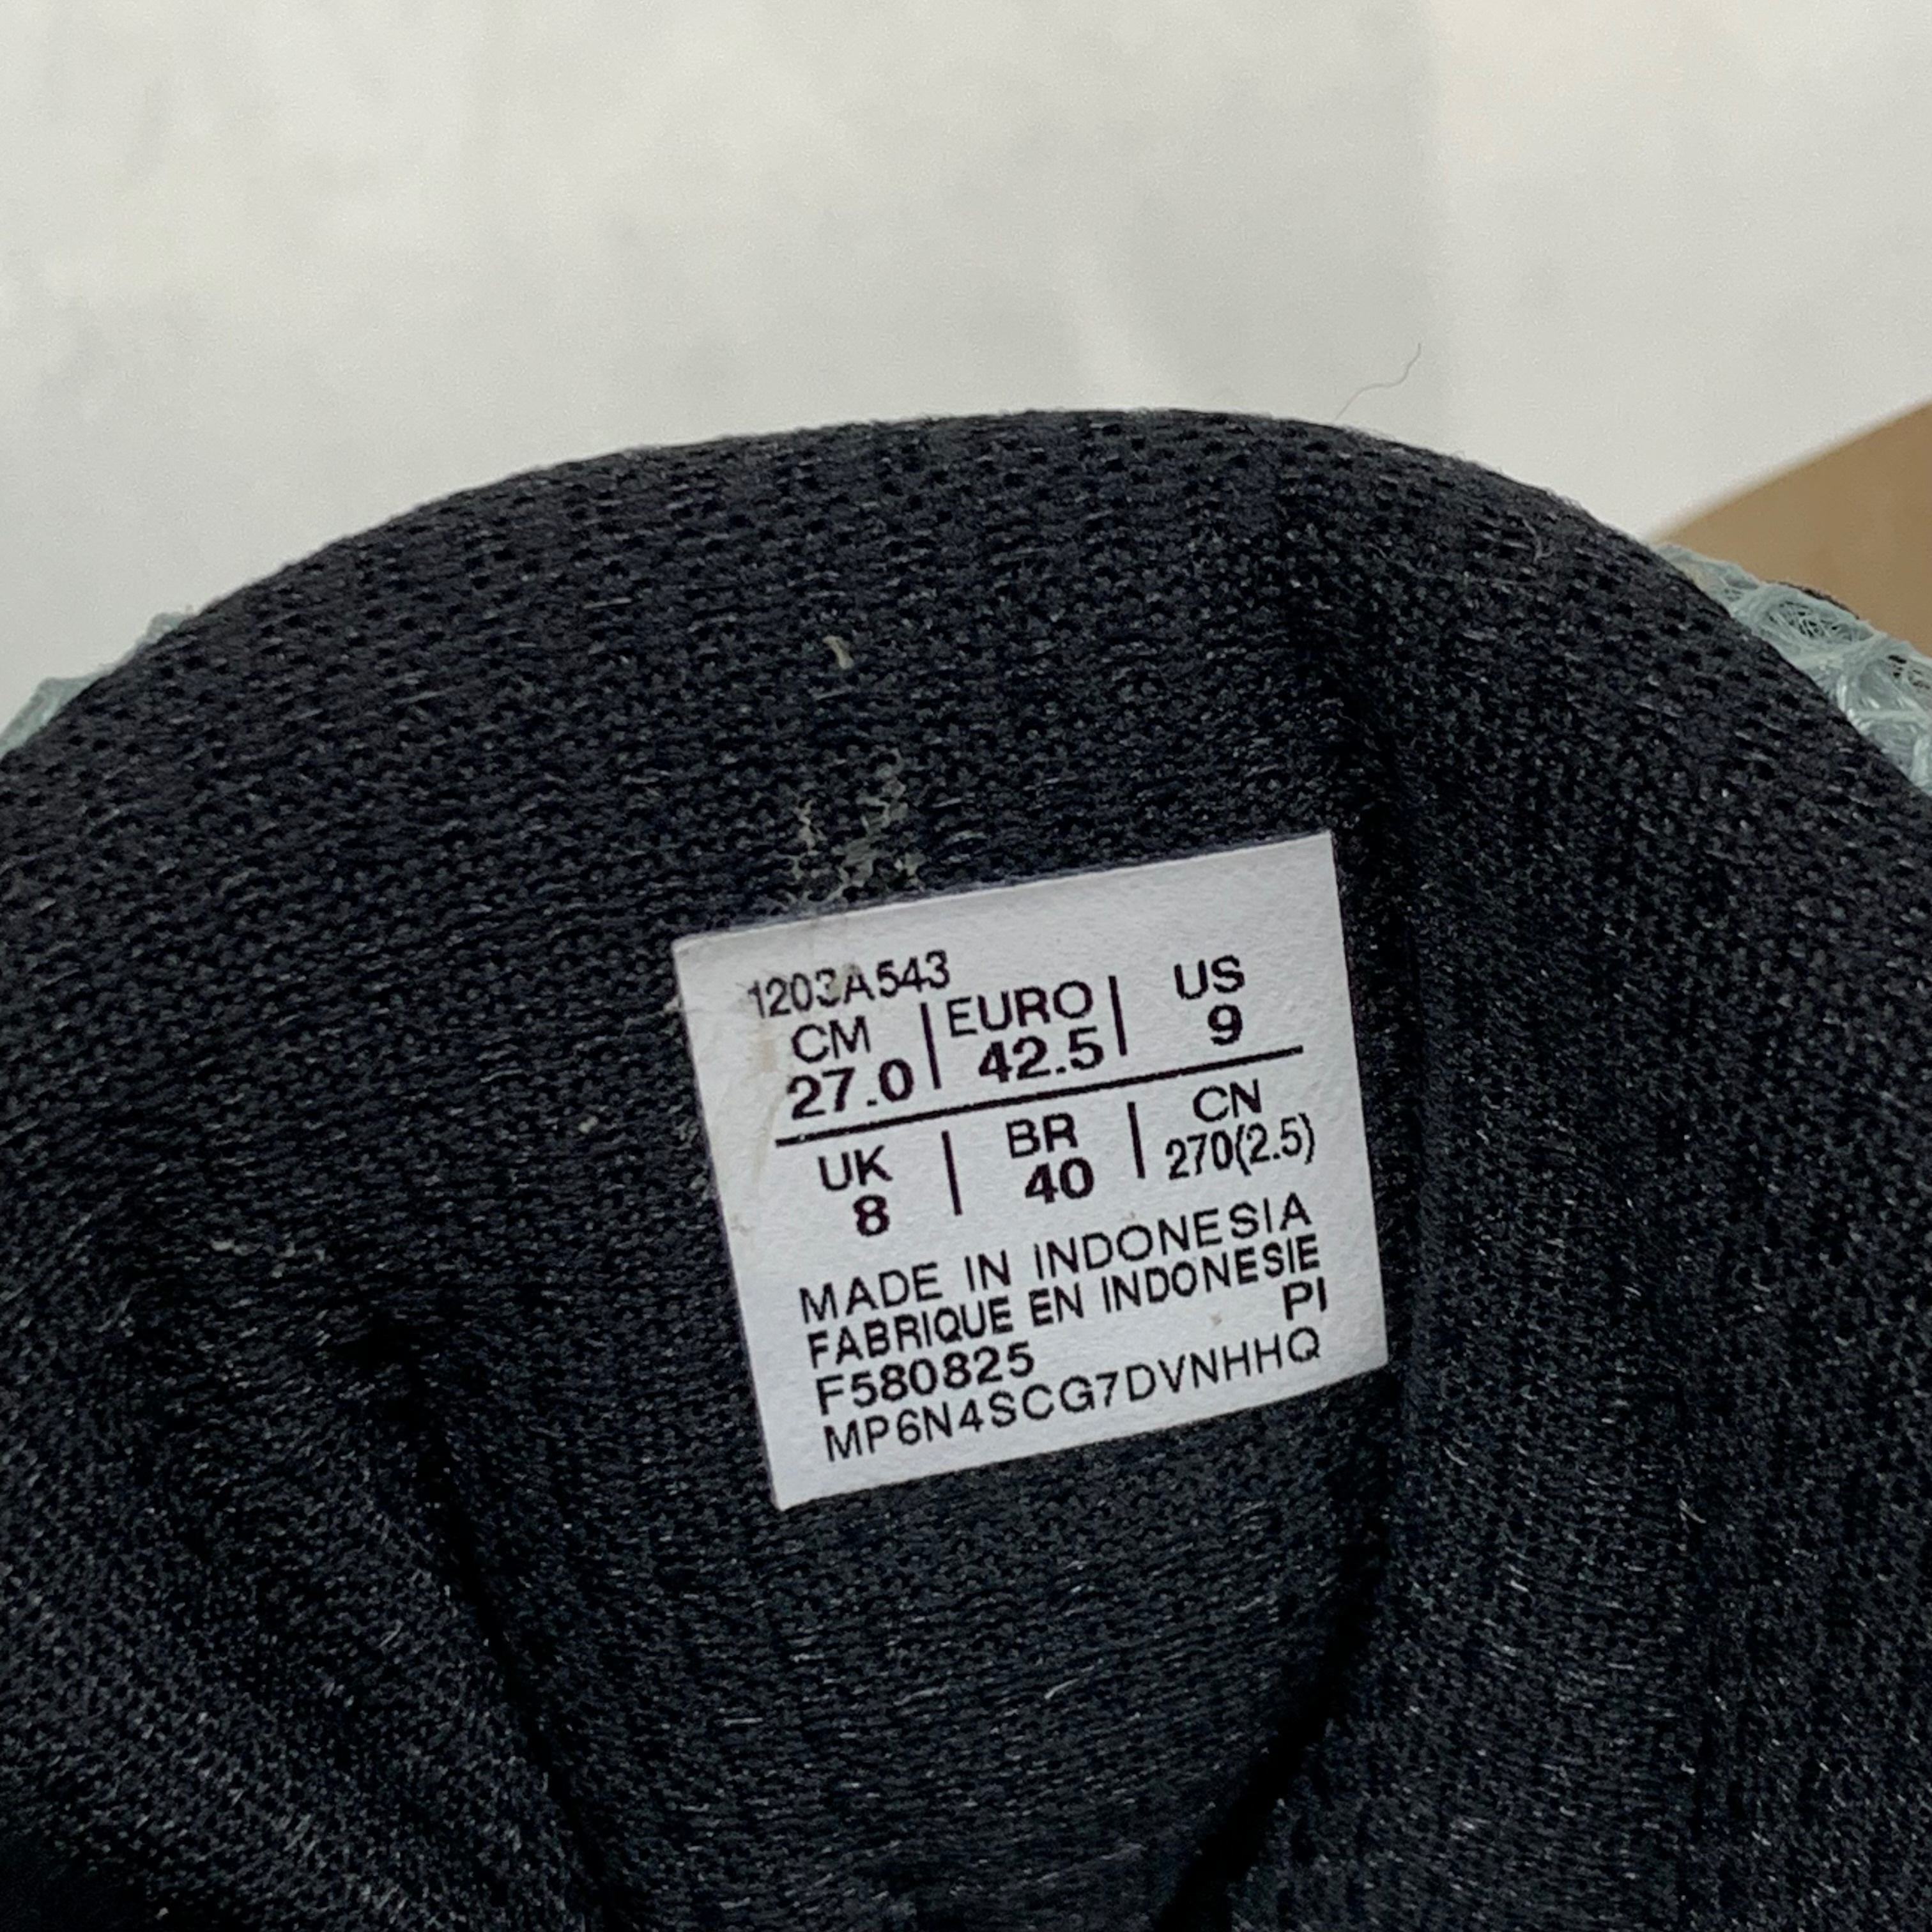 1203A543
CM | EURO | US
27.0 | 42.5 | 9
UK | BR | CN
8 | 40 | 270(2.5)
MADE IN INDONESIA
FABRIQUE EN INDONESIE
PI
F580825
MP6N4SCG7DVNHHQ